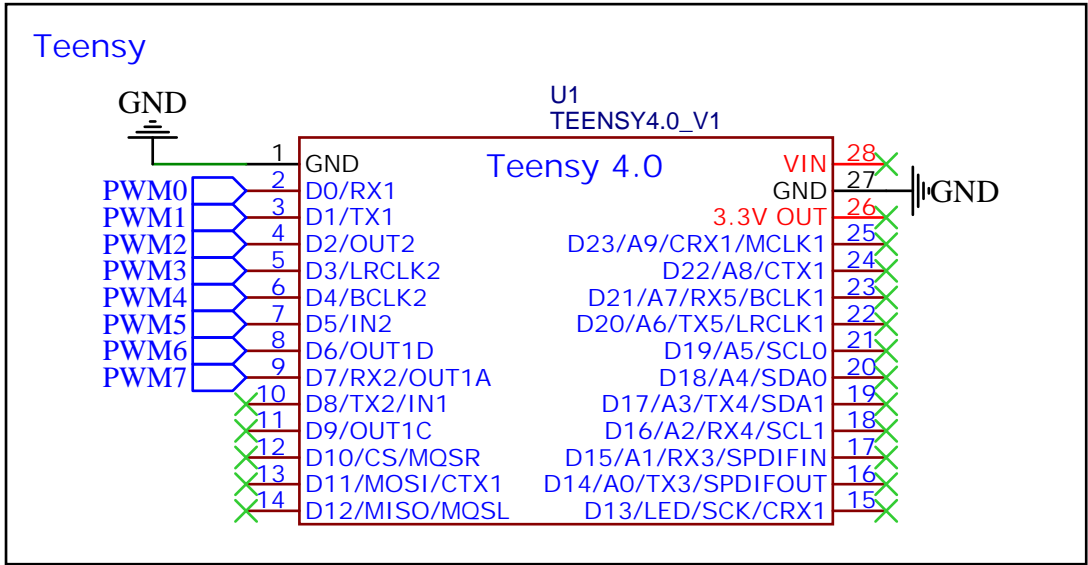 Teensy
U1
TEENSY4.0_V1
GND
Teensy 4.0
1 GND
PWM0 2 D0/RX1
PWM1 3 D1/TX1
PWM2 4 D2/OUT2
PWM3 5 D3/LRCLK2
PWM4 6 D4/BCLK2
PWM5 7 D5/IN2
PWM6 8 D6/OUT1D
PWM7 9 D7/RX2/OUT1A
10 D8/TX2/IN1
11 D9/OUT1C
12 D10/CS/MQSR
13 D11/MOSI/CTX1
14 D12/MISO/MQSL
VIN 28
GND 27 GND
3.3V OUT 26
D23/A9/CRX1/MCLK1 25
D22/A8/CTX1 24
D21/A7/RX5/BCLK1 23
D20/A6/TX5/LRCLK1 22
D19/A5/SCL0 21
D18/A4/SDA0 20
D17/A3/TX4/SDA1 19
D16/A2/RX4/SCL1 18
D15/A1/RX3/SPDIFIN 17
D14/A0/TX3/SPDIFOUT 16
D13/LED/SCK/CRX1 15